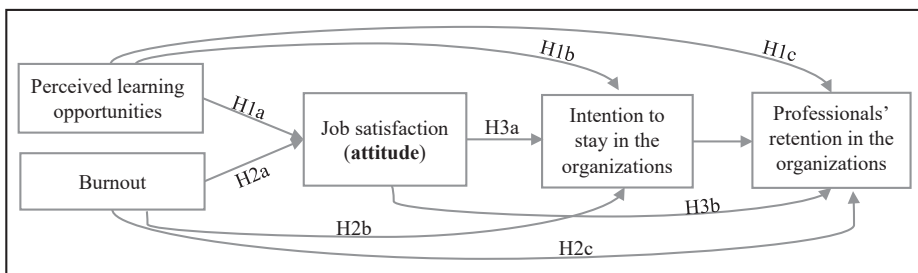 H1c
H1b
Perceived learning
opportunities
H1a
Job satisfaction
(attitude)
H3a
Intention to
stay in the
organizations
Professionals’
retention in the
organizations
Burnout
H2a
H3b
H2b
H2c